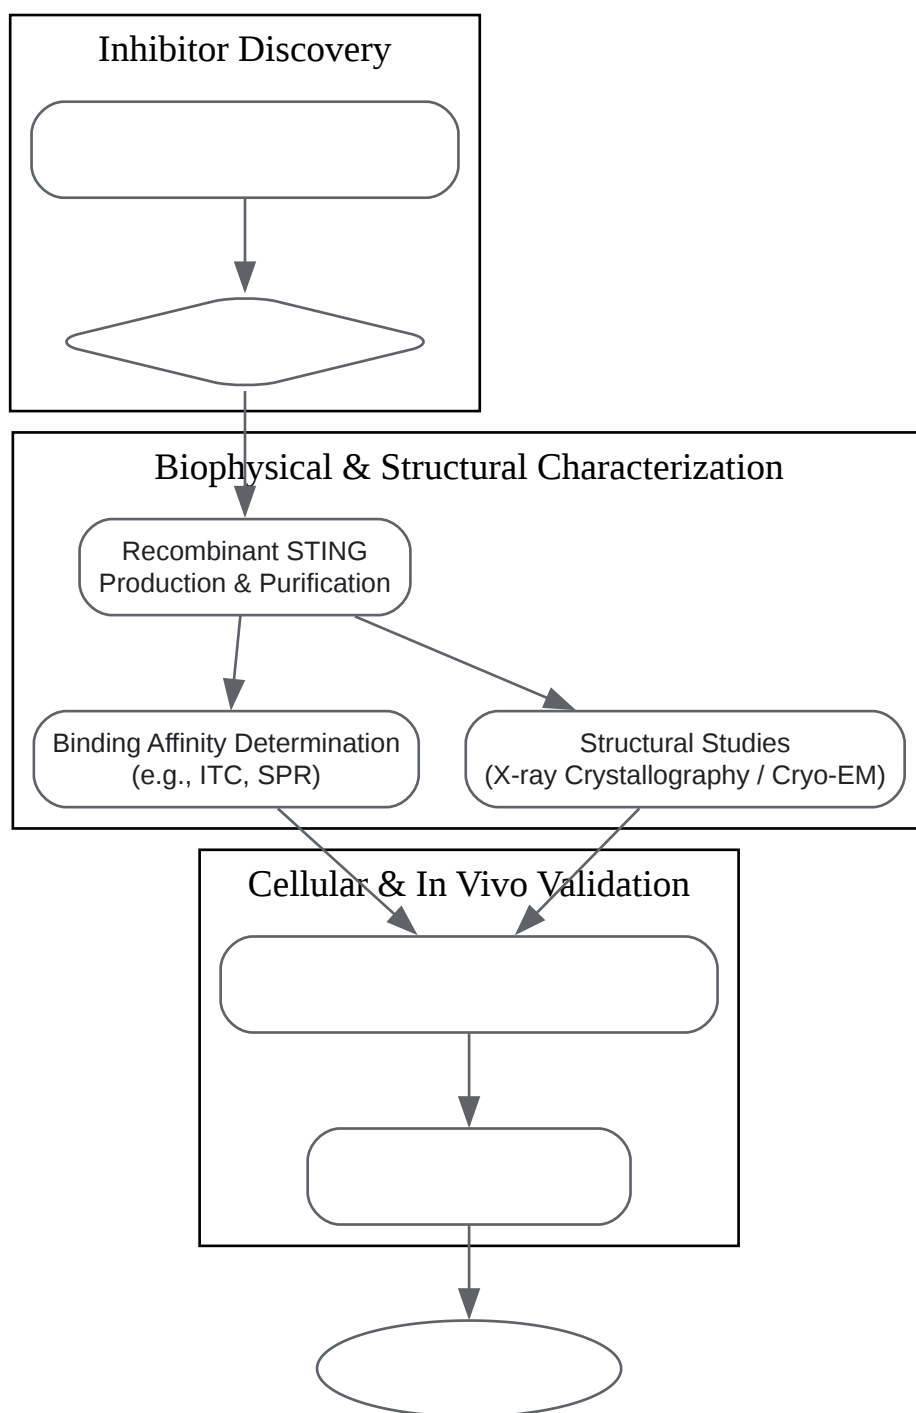 Inhibitor Discovery
Biophysical & Structural Characterization
Recombinant STING
Production & Purification
Binding Affinity Determination
(e.g., ITC, SPR)
Structural Studies
(X-ray Crystallography / Cryo-EM)
Cellular & In Vivo Validation